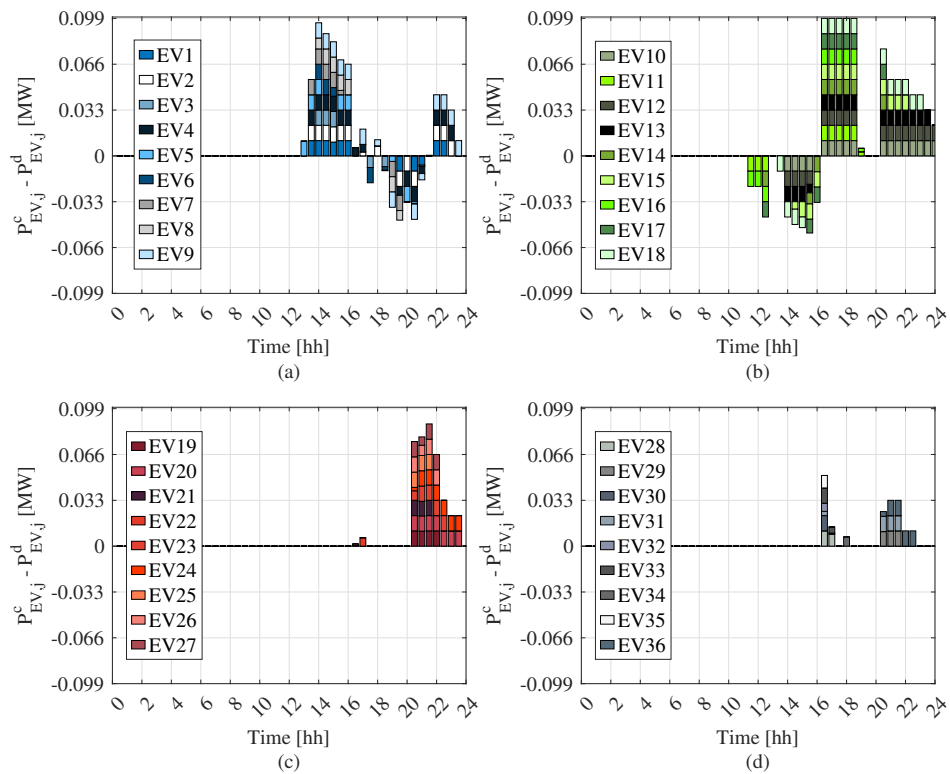 0.099
0.066
0.033
0
-0.033
-0.066
-0.099
P^c_EV,j - P^d_EV,j [MW]
EV1
EV2
EV3
EV4
EV5
EV6
EV7
EV8
EV9
0 2 4 6 8 10 12 14 16 18 20 22 24
Time [hh]
(a)
0.099
0.066
0.033
0
-0.033
-0.066
-0.099
P^c_EV,j - P^d_EV,j [MW]
EV10
EV11
EV12
EV13
EV14
EV15
EV16
EV17
EV18
0 2 4 6 8 10 12 14 16 18 20 22 24
Time [hh]
(b)
0.099
0.066
0.033
0
-0.033
-0.066
-0.099
P^c_EV,j - P^d_EV,j [MW]
EV19
EV20
EV21
EV22
EV23
EV24
EV25
EV26
EV27
0 2 4 6 8 10 12 14 16 18 20 22 24
Time [hh]
(c)
0.099
0.066
0.033
0
-0.033
-0.066
-0.099
P^c_EV,j - P^d_EV,j [MW]
EV28
EV29
EV30
EV31
EV32
EV33
EV34
EV35
EV36
0 2 4 6 8 10 12 14 16 18 20 22 24
Time [hh]
(d)